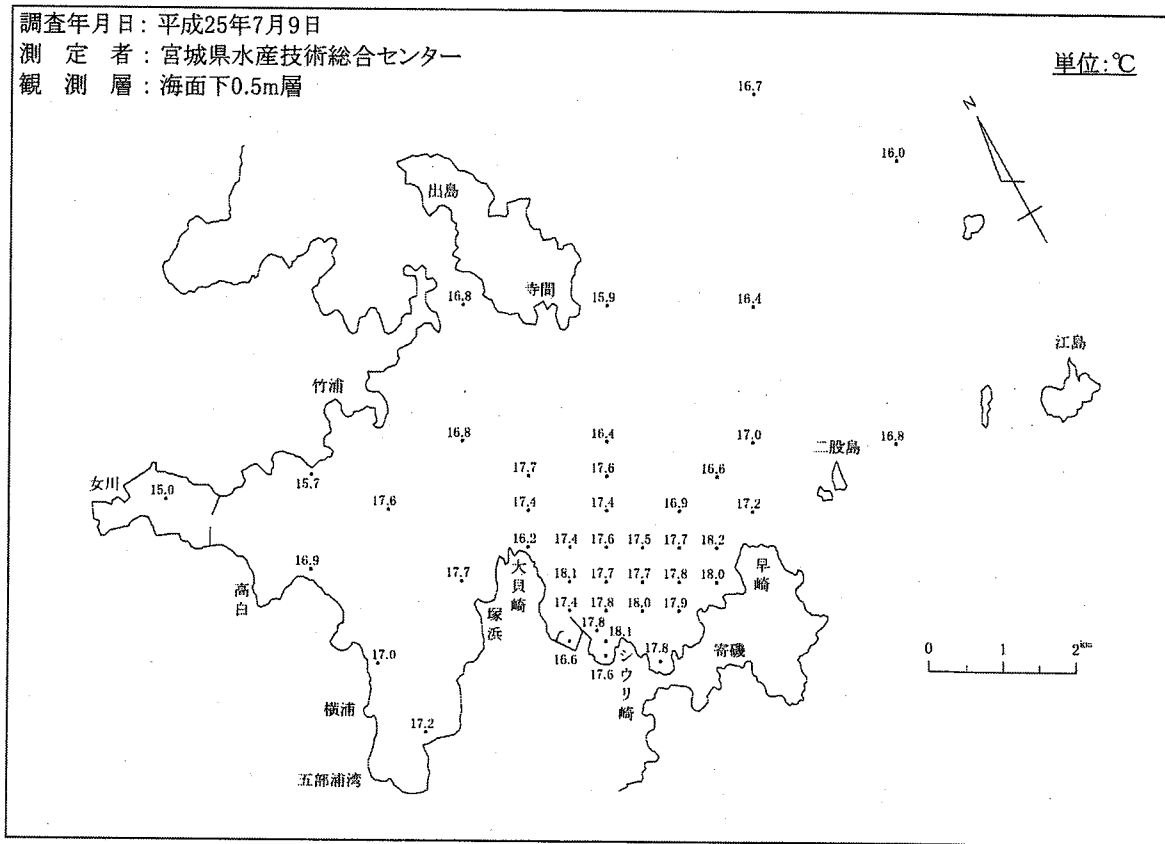 調査年月日：平成25年7月9日
測定者：宮城県水産技術総合センター
観測層：海面下0.5m層
単位：℃
16.7
N
16.0
出島
寺間
16.8
15.9
16.4
江島
竹浦
16.8
16.4
17.0
二股島
16.8
17.7
17.6
16.6
女川
15.0
15.7
17.6
17.4
17.4
16.9
17.2
16.2
17.4
17.6
17.5
17.7
18.2
高白
16.9
17.7
大貝崎
18.1
17.7
17.7
17.8
18.0
早崎
塚浜
17.4
17.8
18.0
17.9
17.8
18.1
16.6
17.6
シウリ崎
17.8
寄磯
0 1 2km
17.0
横浦
17.2
五部浦湾